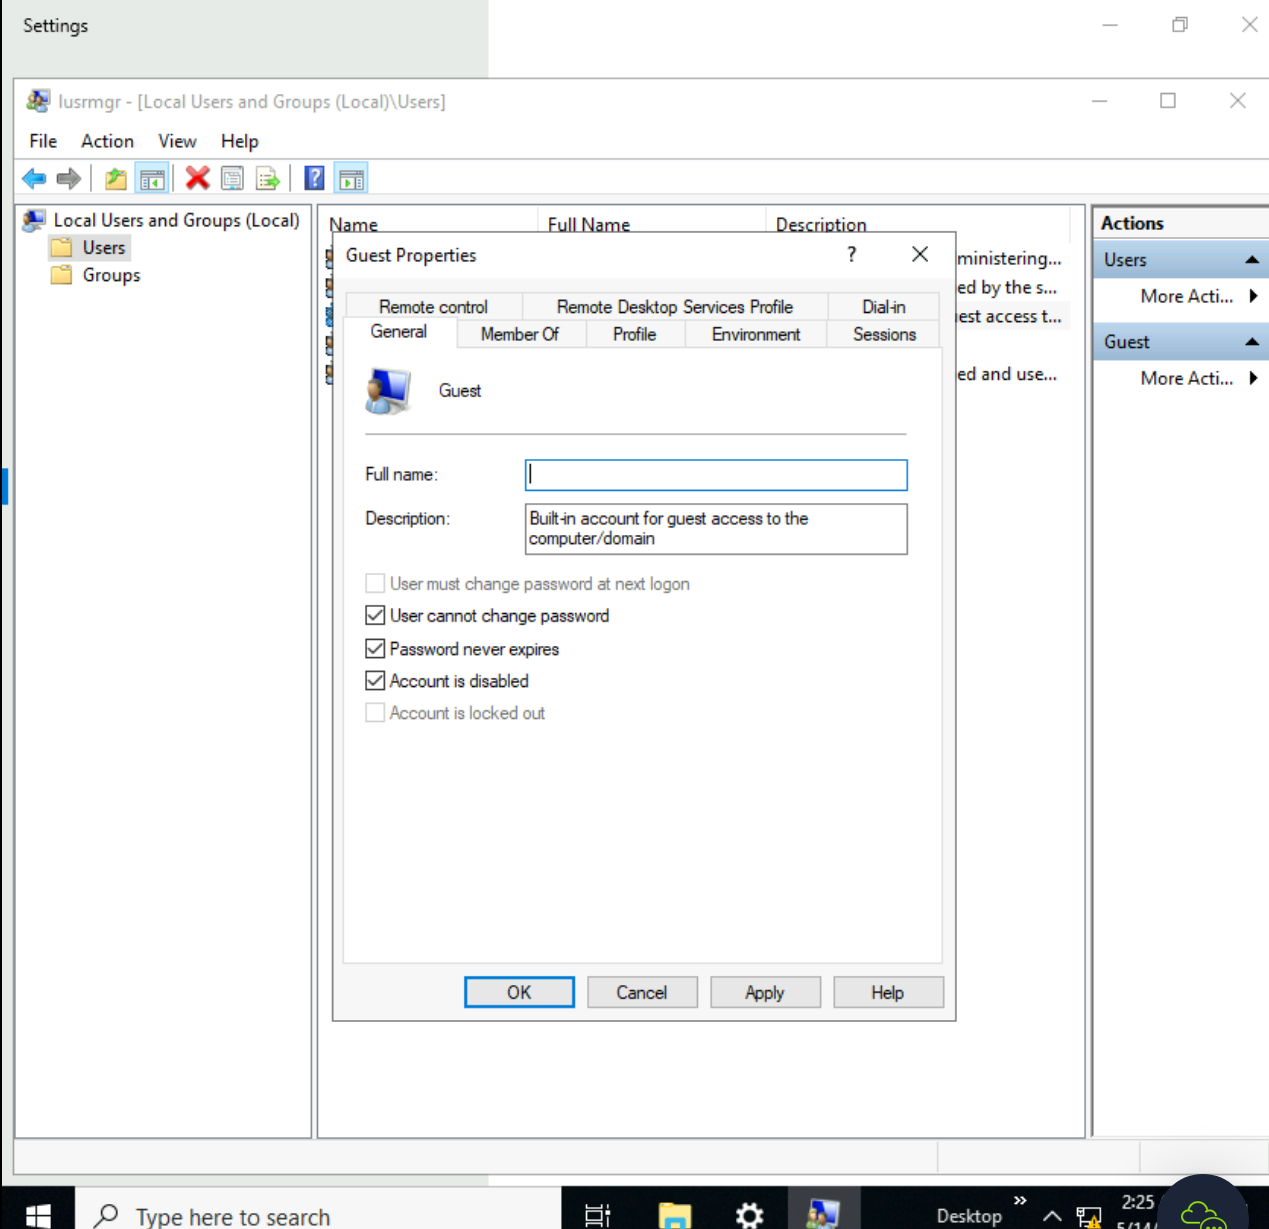 Settings
lusrmgr - [Local Users and Groups (Local)\Users]
File Action View Help
Local Users and Groups (Local)
Users
Groups
Name Full Name Description
ministering...
ed by the s...
est access t...
ed and use...
Actions
Users
More Acti...
Guest
More Acti...
Guest Properties
?
Remote control Remote Desktop Services Profile Dial-in
General Member Of Profile Environment Sessions
Guest
Full name:
Description: Built-in account for guest access to the
computer/domain
User must change password at next logon
User cannot change password
Password never expires
Account is disabled
Account is locked out
OK Cancel Apply Help
Type here to search
Desktop
2:25
5/14/